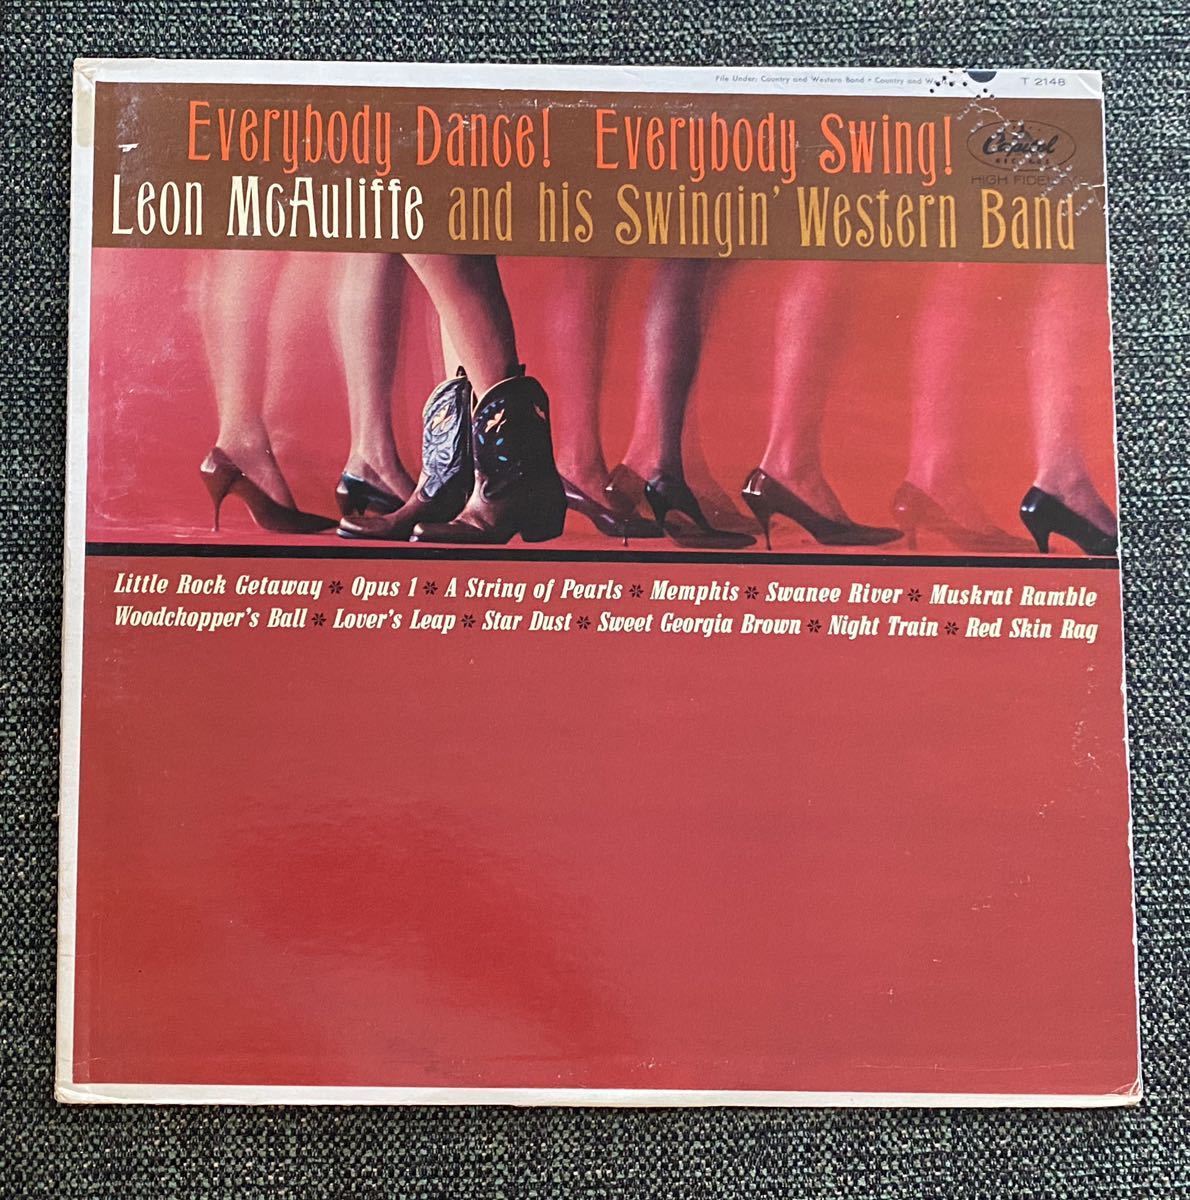 File Under: Country and Western Band • Country and
T 2148
Everybody Dance! Everybody Swing!
Capitol
RECORDS
HIGH FIDELITY
Leon McAuliffe and his Swingin' Western Band
Little Rock Getaway * Opus 1 * A String of Pearls * Memphis * Swanee River * Muskrat Ramble
Woodchopper's Ball * Lover's Leap * Star Dust * Sweet Georgia Brown * Night Train * Red Skin Rag